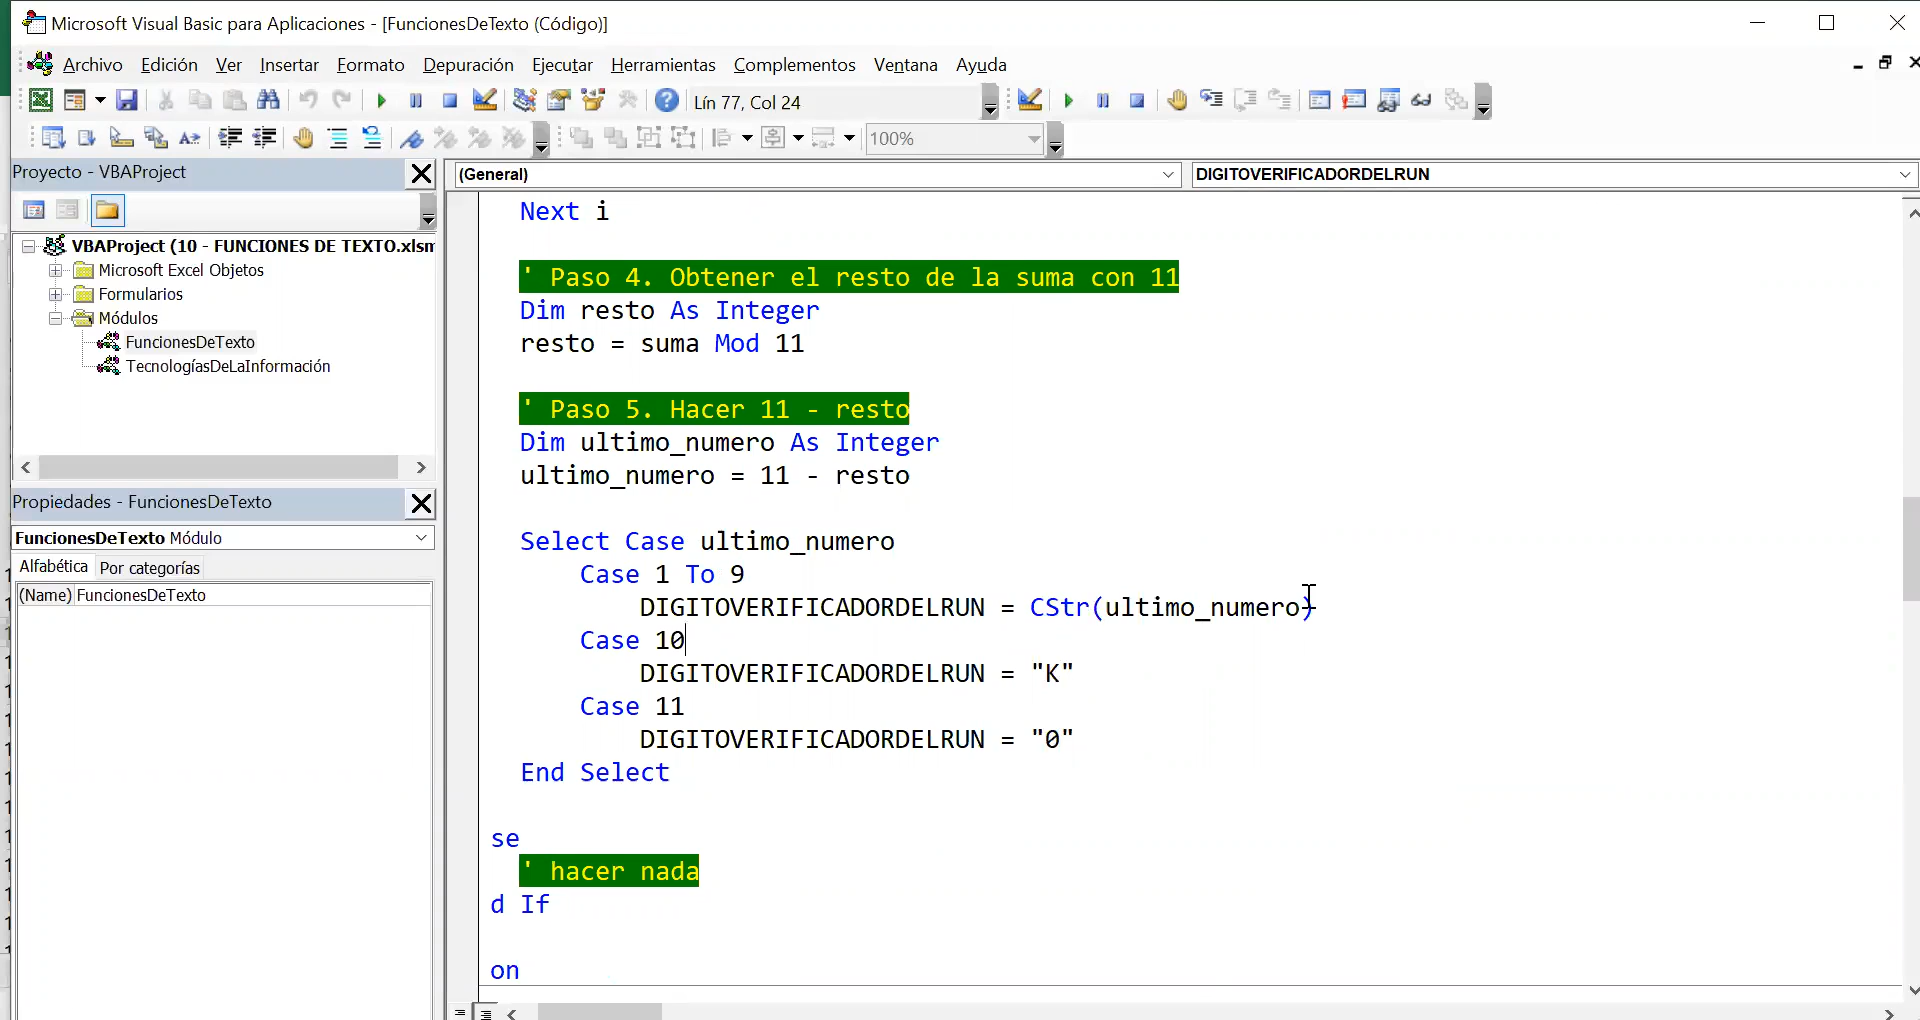 Microsoft Visual Basic para Aplicaciones - [FuncionesDeTexto (Código)]
Archivo Edición Ver Insertar Formato Depuración Ejecutar Herramientas Complementos Ventana Ayuda
Lín 77, Col 24
100%
Proyecto - VBAProject
(General)
DIGITOVERIFICADORDELRUN
VBAProject (10 - FUNCIONES DE TEXTO.xlsm
Microsoft Excel Objetos
Formularios
Módulos
FuncionesDeTexto
TecnologíasDeLaInformación
Propiedades - FuncionesDeTexto
FuncionesDeTexto Módulo
Alfabética Por categorías
(Name) FuncionesDeTexto
Next i
' Paso 4. Obtener el resto de la suma con 11
Dim resto As Integer
resto = suma Mod 11
' Paso 5. Hacer 11 - resto
Dim ultimo_numero As Integer
ultimo_numero = 11 - resto
Select Case ultimo_numero
Case 1 To 9
DIGITOVERIFICADORDELRUN = CStr(ultimo_numero)
Case 10
DIGITOVERIFICADORDELRUN = "K"
Case 11
DIGITOVERIFICADORDELRUN = "0"
End Select
se
' hacer nada
d If
on